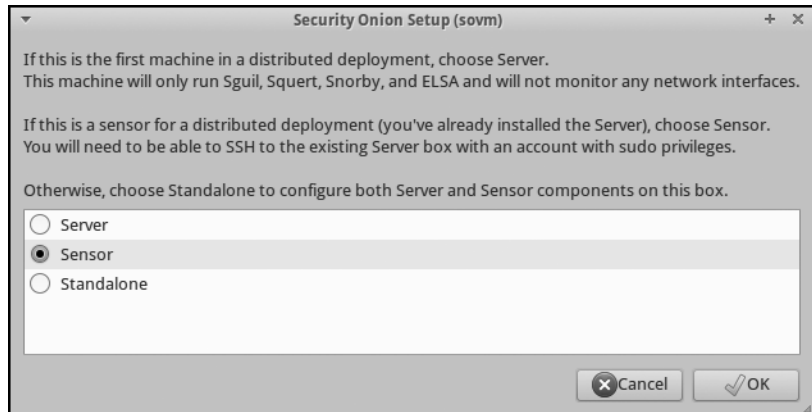 Security Onion Setup (sovm)
If this is the first machine in a distributed deployment, choose Server.
This machine will only run Sguil, Squert, Snorby, and ELSA and will not monitor any network interfaces.
If this is a sensor for a distributed deployment (you've already installed the Server), choose Sensor.
You will need to be able to SSH to the existing Server box with an account with sudo privileges.
Otherwise, choose Standalone to configure both Server and Sensor components on this box.
Server
Sensor
Standalone
Cancel
OK